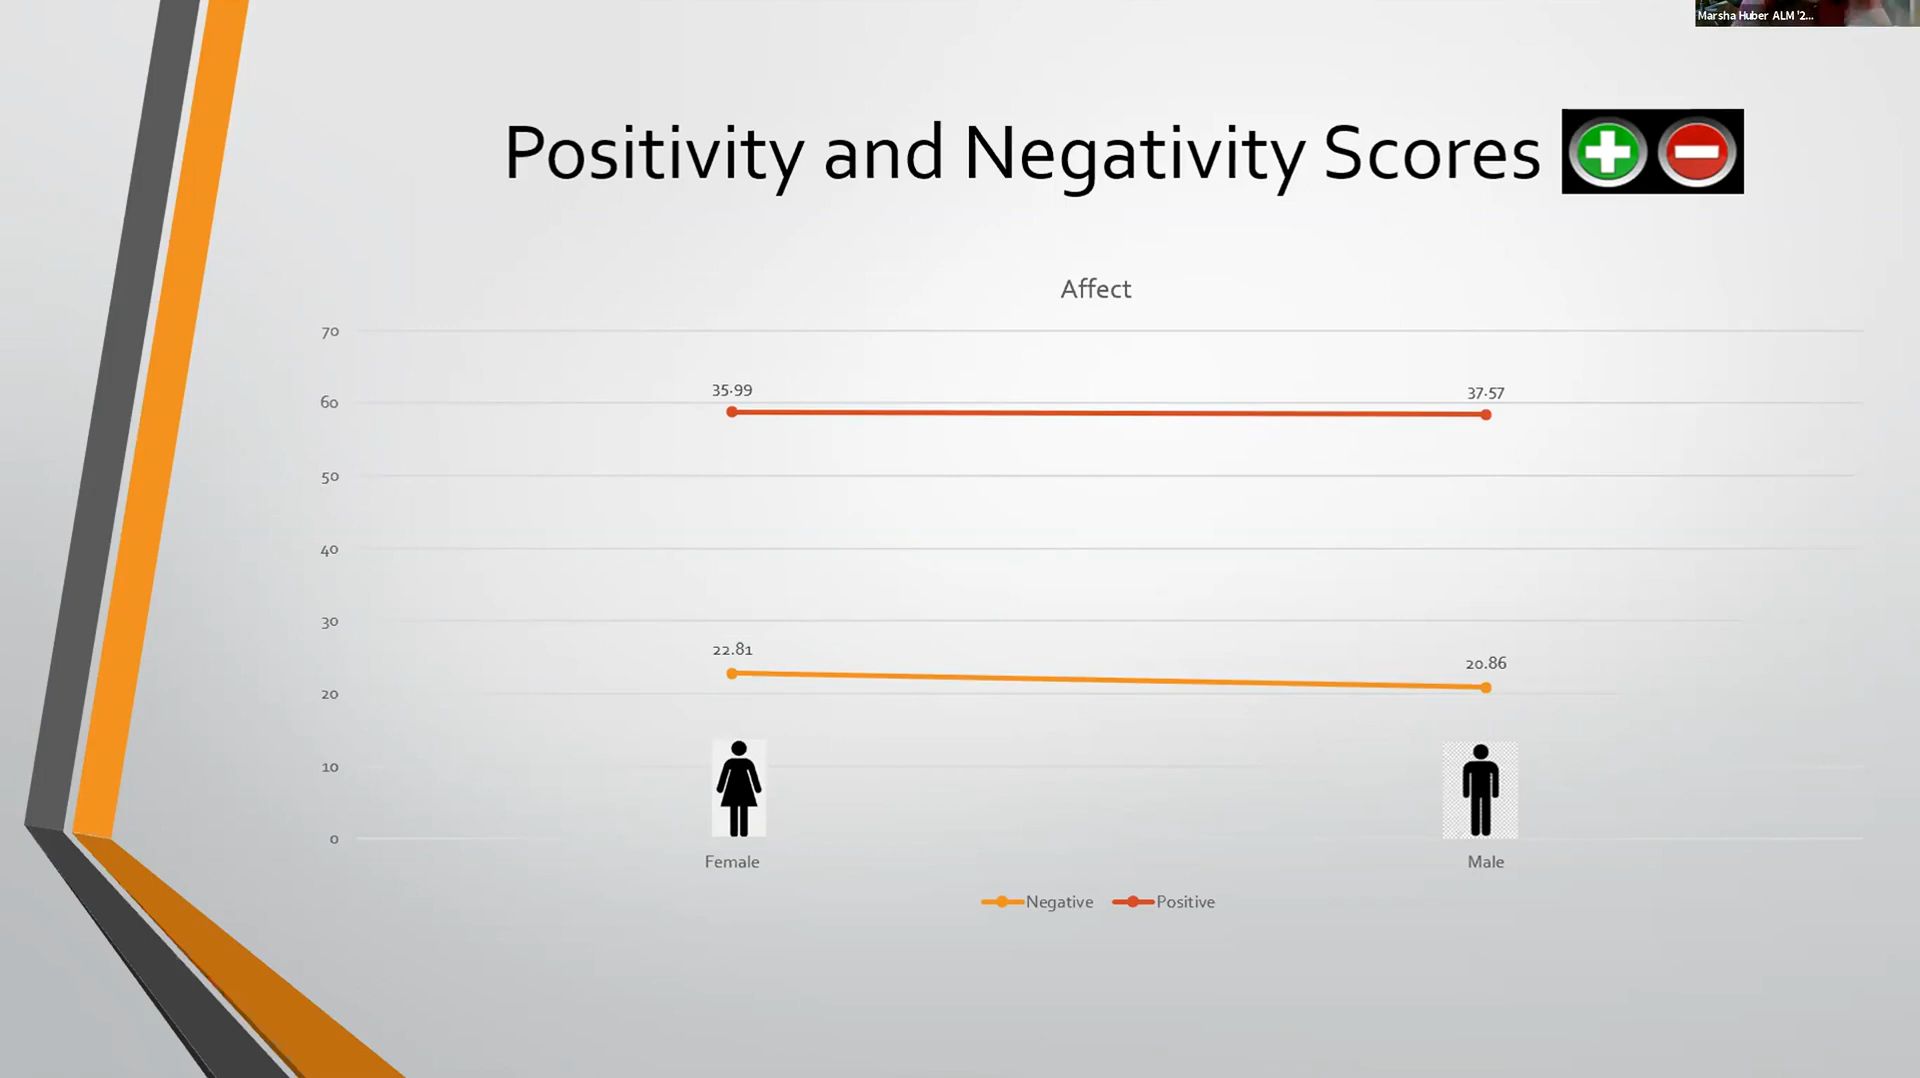 Marsha Huber ALM '2...
Positivity and Negativity Scores
Affect
70
35.99
37.57
60
50
40
30
22.81
20.86
20
10
0
Female
Male
Negative
Positive